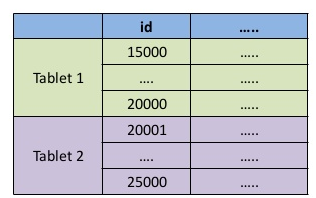 id …..
15000 …..
Tablet 1 …. …..
20000 …..
20001 …..
Tablet 2 …. …..
25000 …..